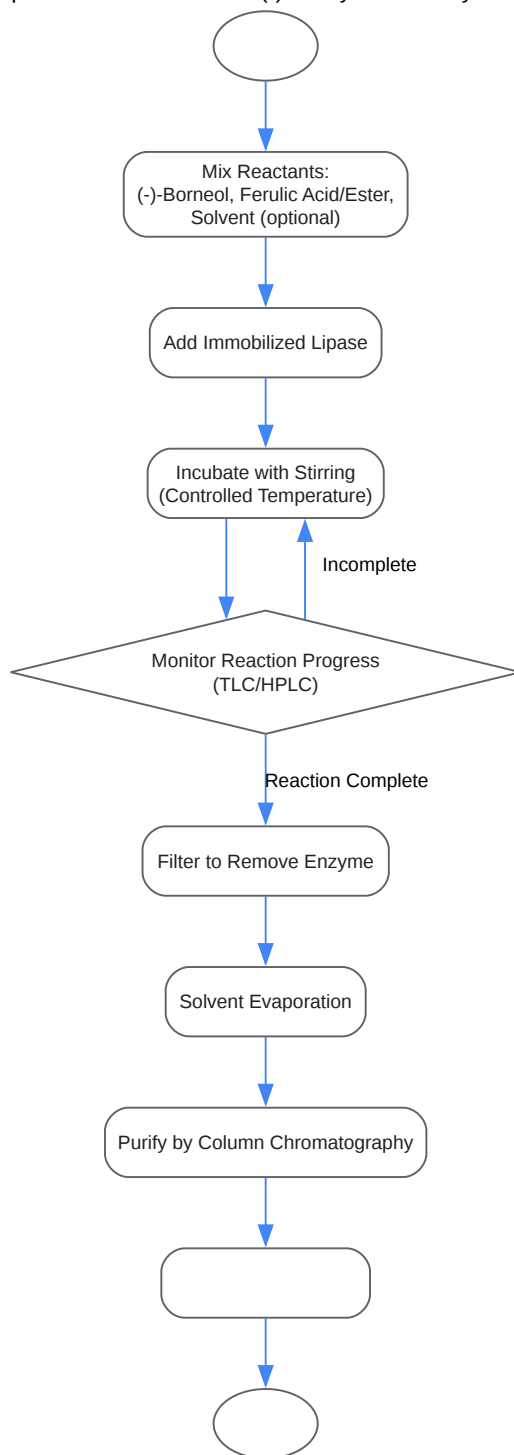 Mix Reactants:
(-)-Borneol, Ferulic Acid/Ester,
Solvent (optional)
Add Immobilized Lipase
Incubate with Stirring
(Controlled Temperature)
Incomplete
Monitor Reaction Progress
(TLC/HPLC)
Reaction Complete
Filter to Remove Enzyme
Solvent Evaporation
Purify by Column Chromatography